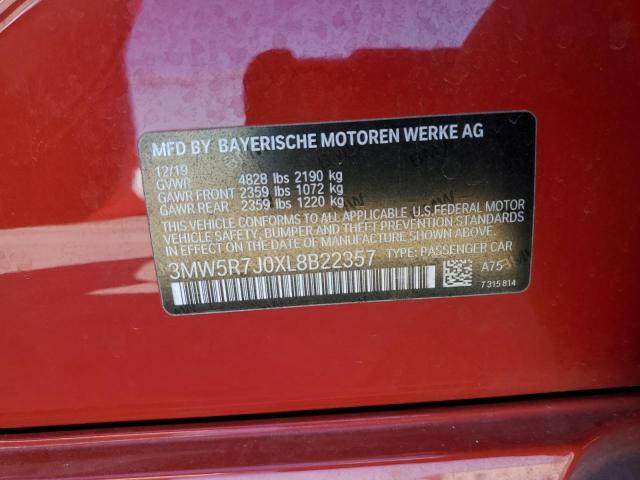 MFD BY BAYERISCHE MOTOREN WERKE AG
12/19
GVWR 4828 lbs 2190 kg
GAWR FRONT 2359 lbs 1072 kg
GAWR REAR 2359 lbs 1220 kg
THIS VEHICLE CONFORMS TO ALL APPLICABLE U.S. FEDERAL MOTOR
VEHICLE SAFETY, BUMPER AND THEFT PREVENTION STANDARDS
IN EFFECT ON THE DATE OF MANUFACTURE SHOWN ABOVE.
3MW5R7J0XL8B22357 TYPE: PASSENGER CAR
A75
7 315 814